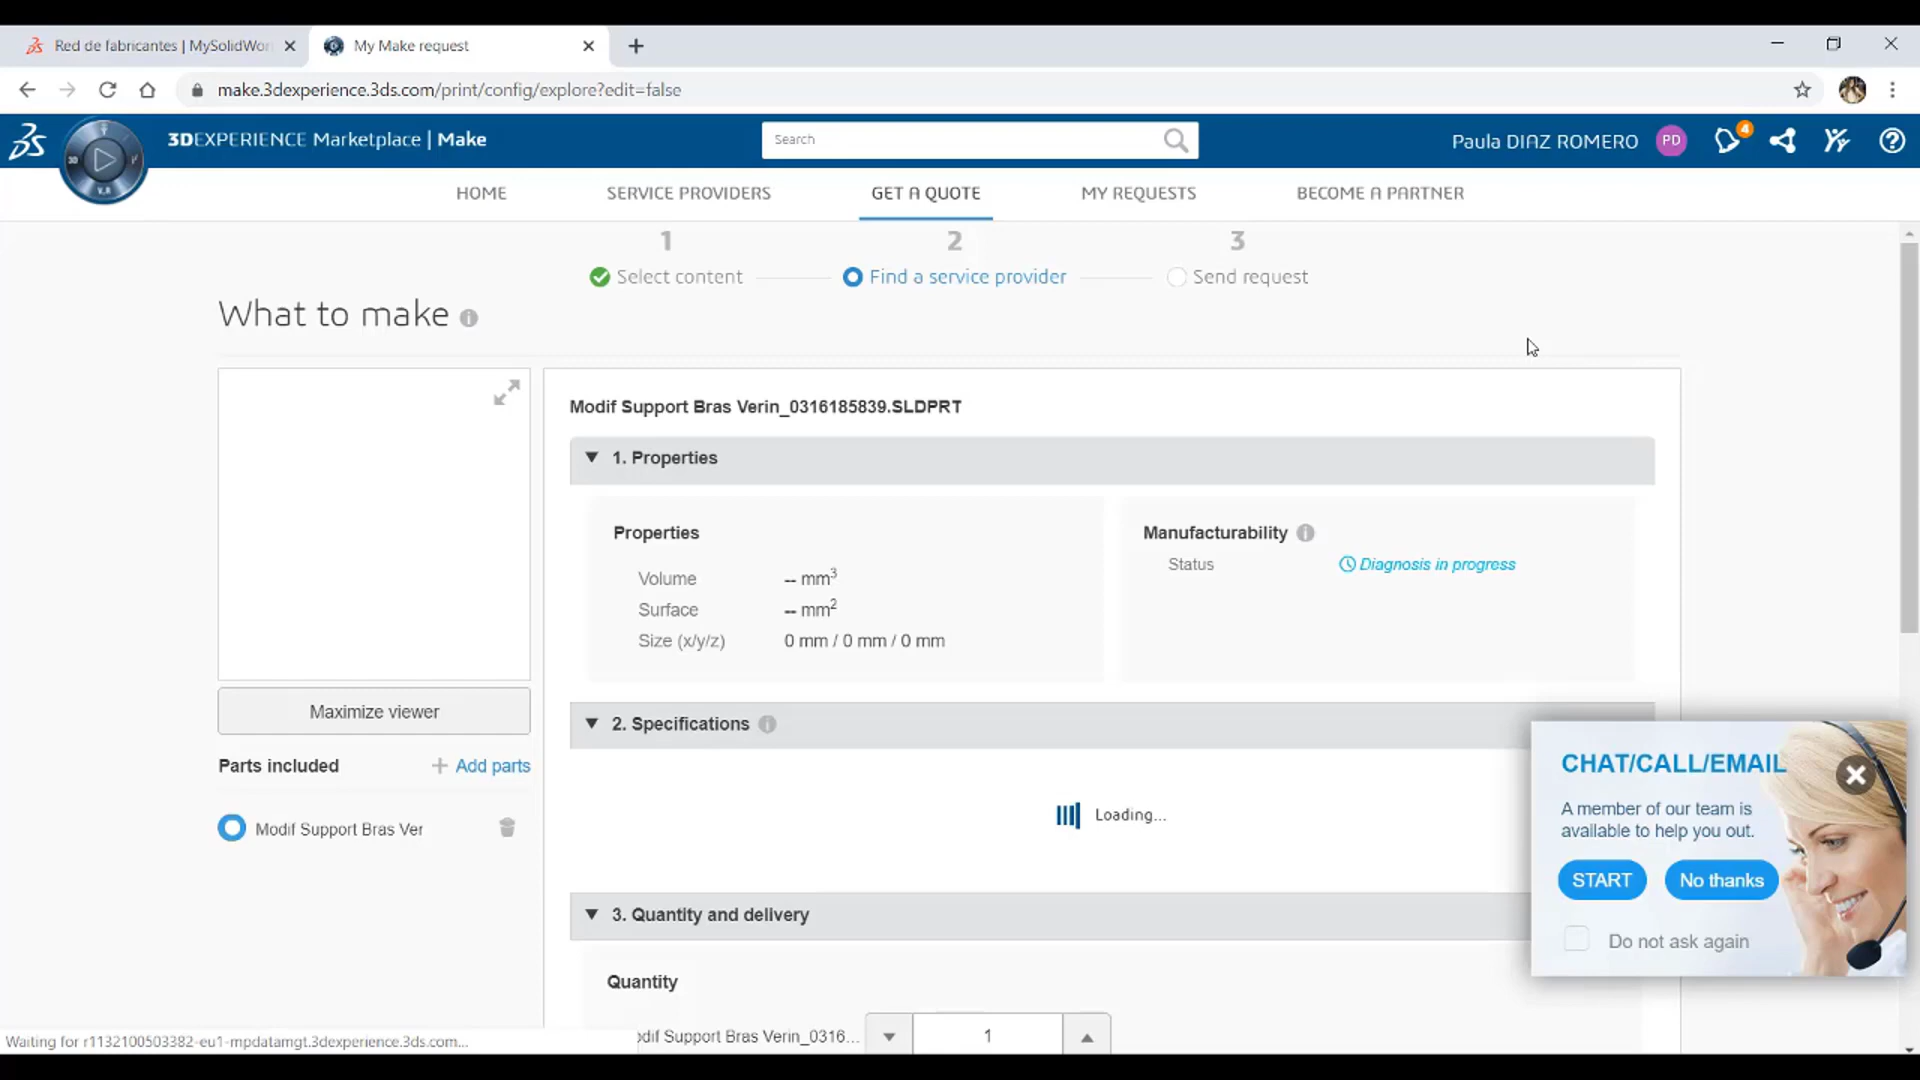 Red de fabricantes | MySolidWor
My Make request
make.3dexperience.3ds.com/print/config/explore?edit=false
3DEXPERIENCE Marketplace | Make
Search
Paula DIAZ ROMERO
PD
4
3D
V.R
HOME
SERVICE PROVIDERS
GET A QUOTE
MY REQUESTS
BECOME A PARTNER
1
2
3
Select content
Find a service provider
Send request
What to make
Modif Support Bras Verin_0316185839.SLDPRT
1. Properties
Properties
Manufacturability
Volume
-- mm3
Status
Diagnosis in progress
Surface
-- mm2
Size (x/y/z)
0 mm / 0 mm / 0 mm
Maximize viewer
2. Specifications
Parts included
+ Add parts
Loading...
Modif Support Bras Ver
3. Quantity and delivery
Quantity
odif Support Bras Verin_0316...
1
CHAT/CALL/EMAIL
A member of our team is
available to help you out.
START
No thanks
Do not ask again
Waiting for r1132100503382-eu1-mpdatamgt.3dexperience.3ds.com...